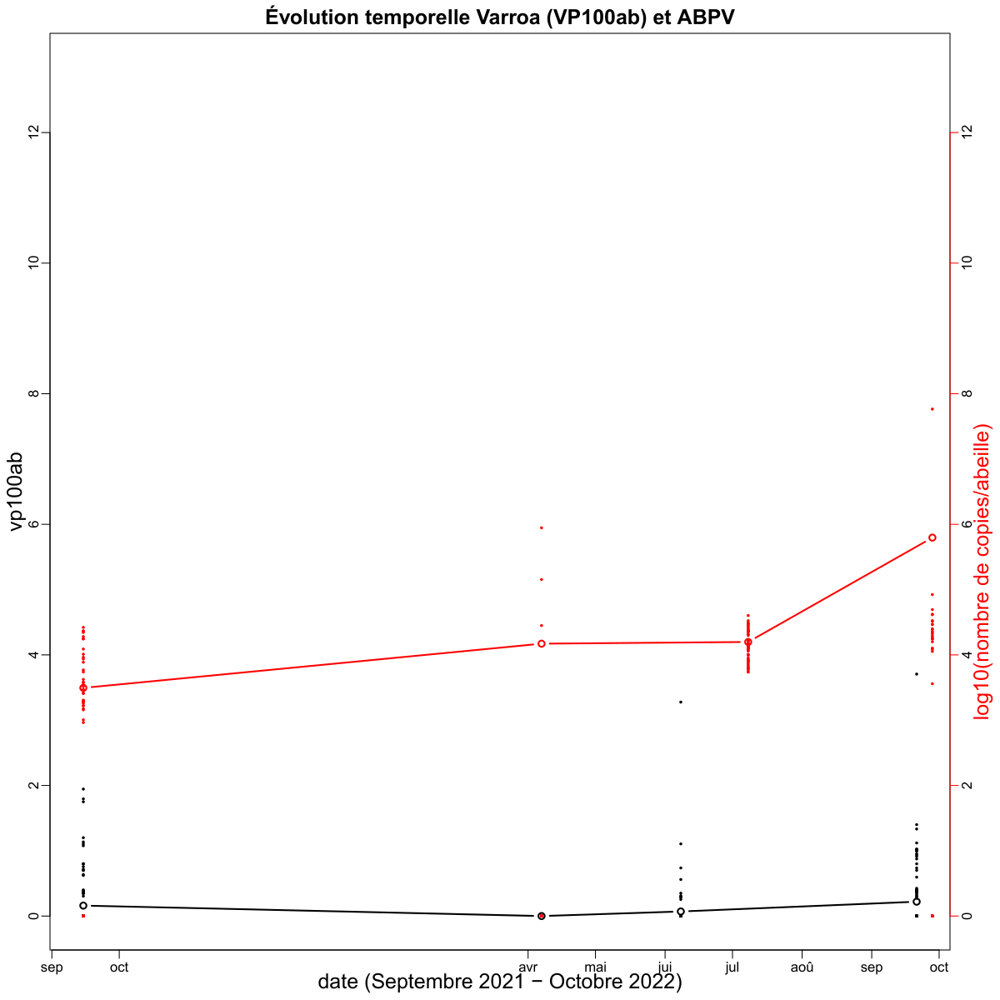 Évolution temporelle Varroa (VP100ab) et ABPV
vp100ab
0
2
4
6
8
10
12
0
2
4
6
8
10
12
log10(nombre de copies/abeille)
sep oct avr mai jui jul aoû sep oct
date (Septembre 2021 − Octobre 2022)